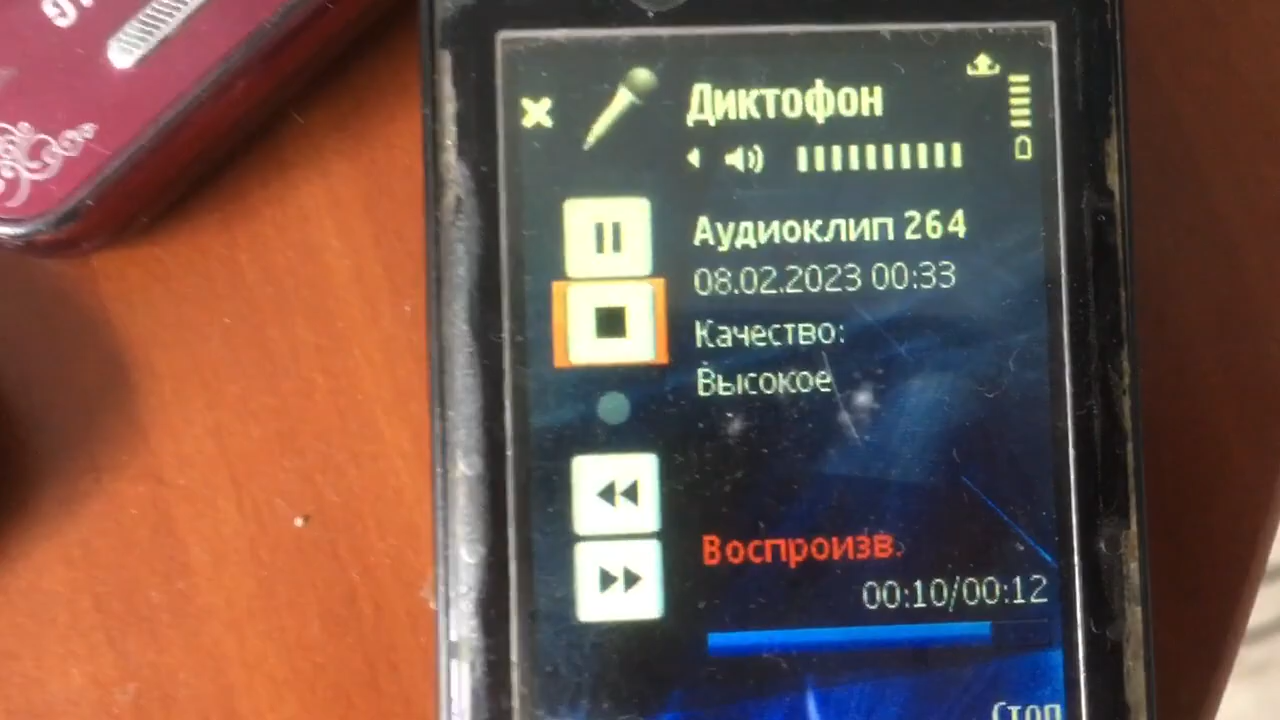 Диктофон
Аудиоклип 264
08.02.2023 00:33
Качество:
Высокое
Воспроизв.
00:10/00:12
Стоп